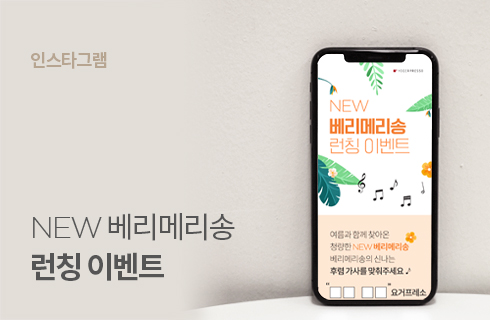 인스타그램
NEW 베리메리송
런칭 이벤트
NEW
베리메리송
런칭 이벤트
여름과 함께 찾아온
청량한 NEW 베리메리송
베리메리송의 신나는
후렴 가사를 맞춰주세요
"□□ □□ 요거프레소